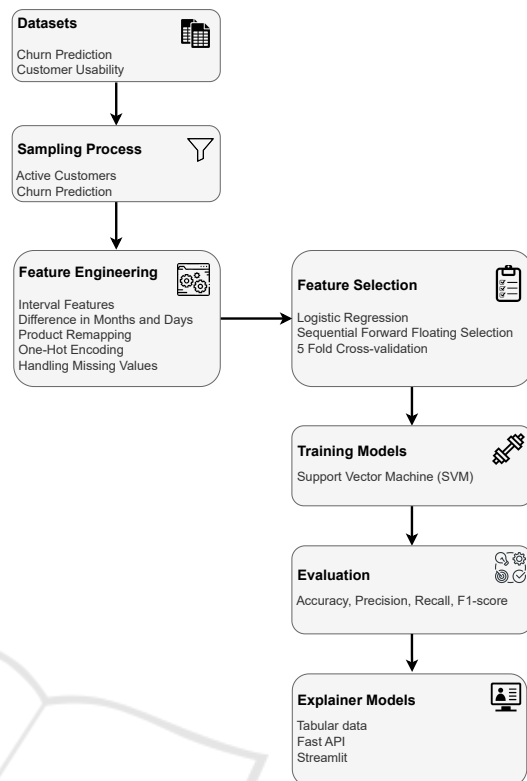 Datasets
Churn Prediction
Customer Usability
Sampling Process
Active Customers
Churn Prediction
Feature Engineering
Interval Features
Difference in Months and Days
Product Remapping
One-Hot Encoding
Handling Missing Values
Feature Selection
Logistic Regression
Sequential Forward Floating Selection
5 Fold Cross-validation
Training Models
Support Vector Machine (SVM)
Evaluation
Accuracy, Precision, Recall, F1-score
Explainer Models
Tabular data
Fast API
Streamlit